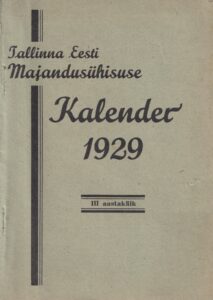 Tallinna Eesti
Majandusühisuse
Kalender
1929
III aastakäik